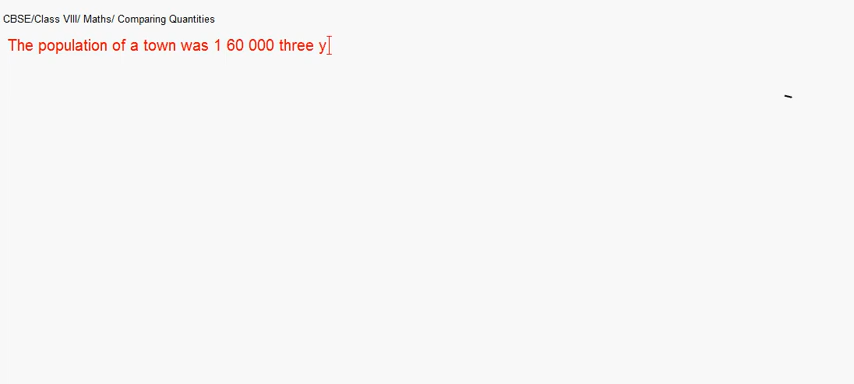 CBSE/Class VIII/ Maths/ Comparing Quantities
The population of a town was 1 60 000 three y